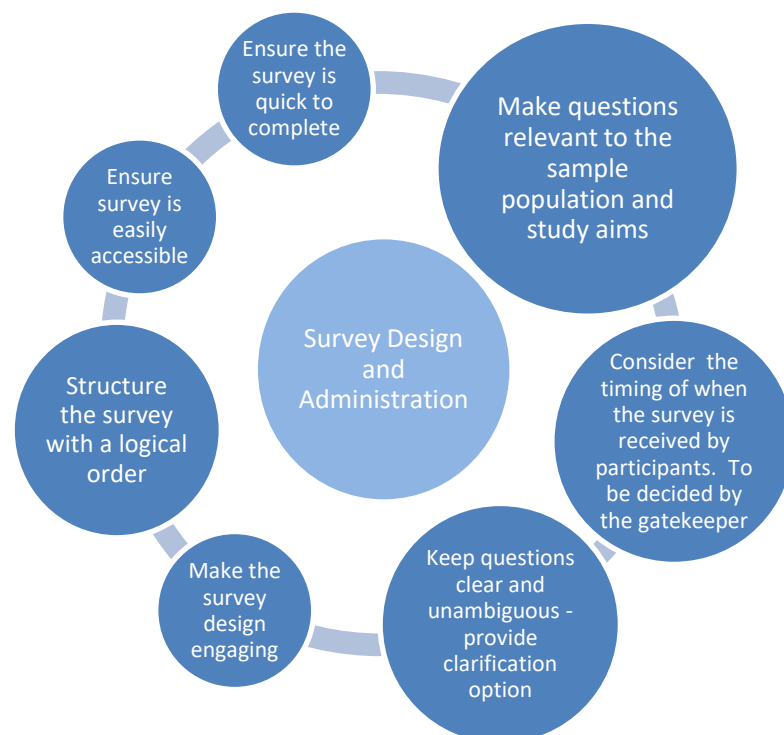 Ensure the
survey is
quick to
complete
Make questions
relevant to the
sample
population and
study aims
Ensure
survey is
easily
accessible
Survey Design
and
Administration
Consider  the
timing of when
the survey is
received by
participants.  To
be decided by
the gatekeeper
Structure
the survey
with a logical
order
Keep questions
clear and
unambiguous -
provide
clarification
option
Make the
survey
design
engaging